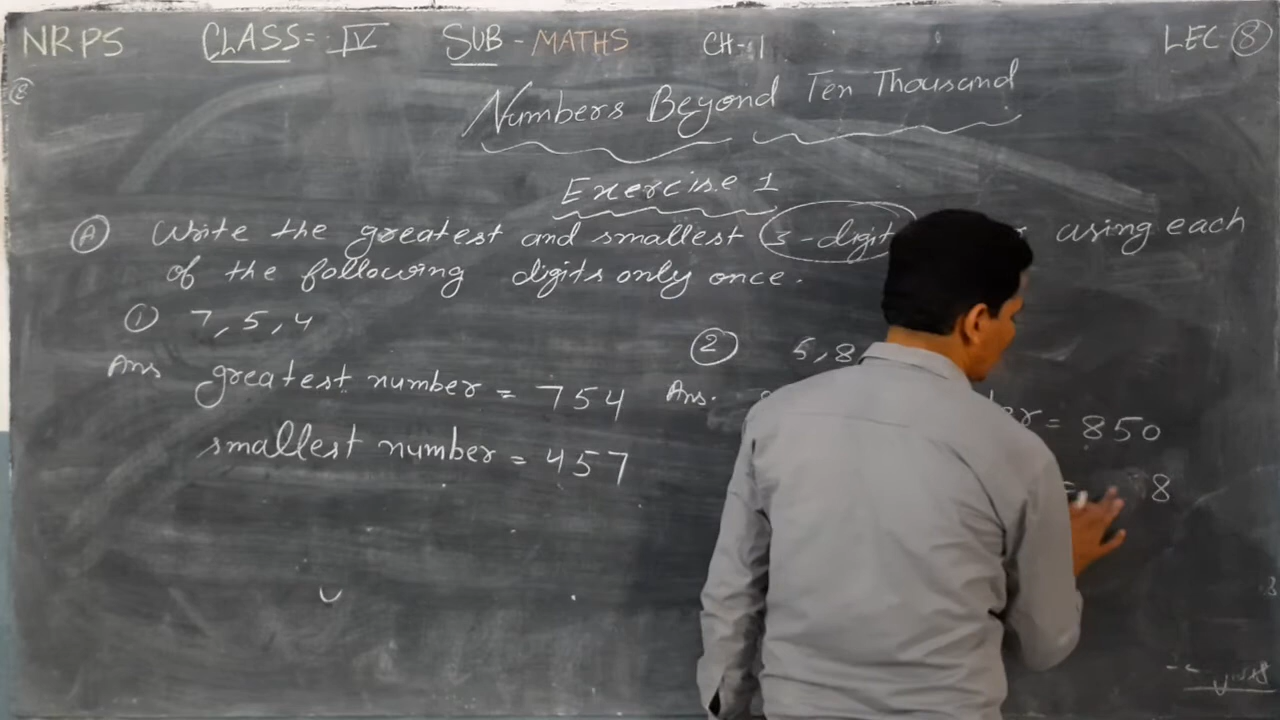 NRPS CLASS= IV SUB - MATHS CH-1 LEC 8
Numbers Beyond Ten Thousand
Exercise 1
A Write the greatest and smallest 3-digit using each
of the following digits only once.
1 7, 5, 4
Ans greatest number = 754
smallest number = 457
2 5, 8
Ans. = 850
= 8